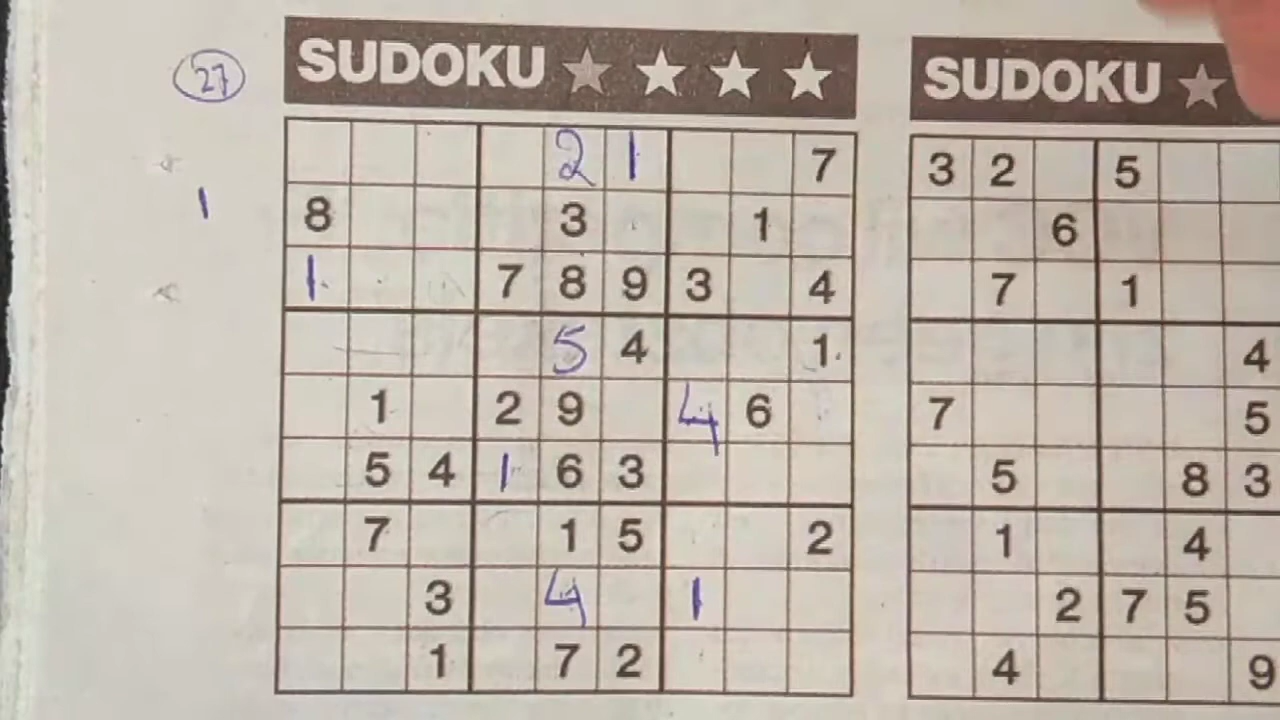 27
SUDOKU
SUDOKU
2 1 7
1
8 3 1
1 7 8 9 3 4
5 4 1
1 2 9 4 6
5 4 1 6 3
7 1 5 2
3 4 1
1 7 2
3 2 5
6
7 1
4
7 5
5 8 3
1 4
2 7 5
4 9